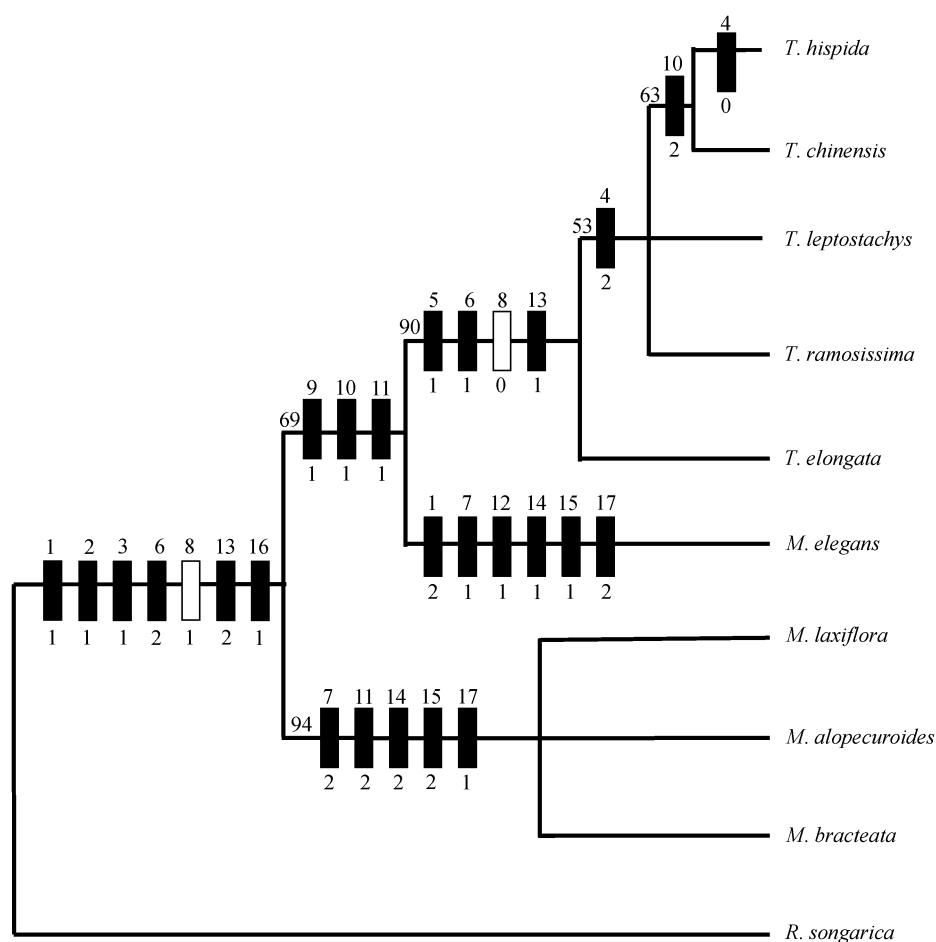 4
T. hispida
10
63
0
2
T. chinensis
4
53
T. leptostachys
2
5 6 8 13
90
T. ramosissima
1 1 0 1
9 10 11
69
T. elongata
1 1 1
1 7 12 14 15 17
M. elegans
1 2 3 6 8 13 16
2 1 1 1 1 2
1 1 1 2 1 2 1
M. laxiflora
7 11 14 15 17
94
M. alopecuroides
2 2 2 2 1
M. bracteata
R. songarica